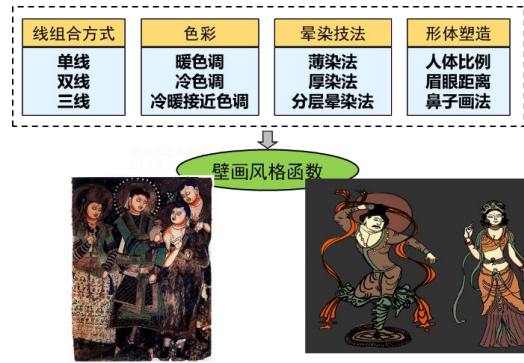 线组合方式
单线
双线
三线
色彩
暖色调
冷色调
冷暖接近色调
晕染技法
薄染法
厚染法
分层晕染法
形体塑造
人体比例
眉眼距离
鼻子画法
壁画风格函数